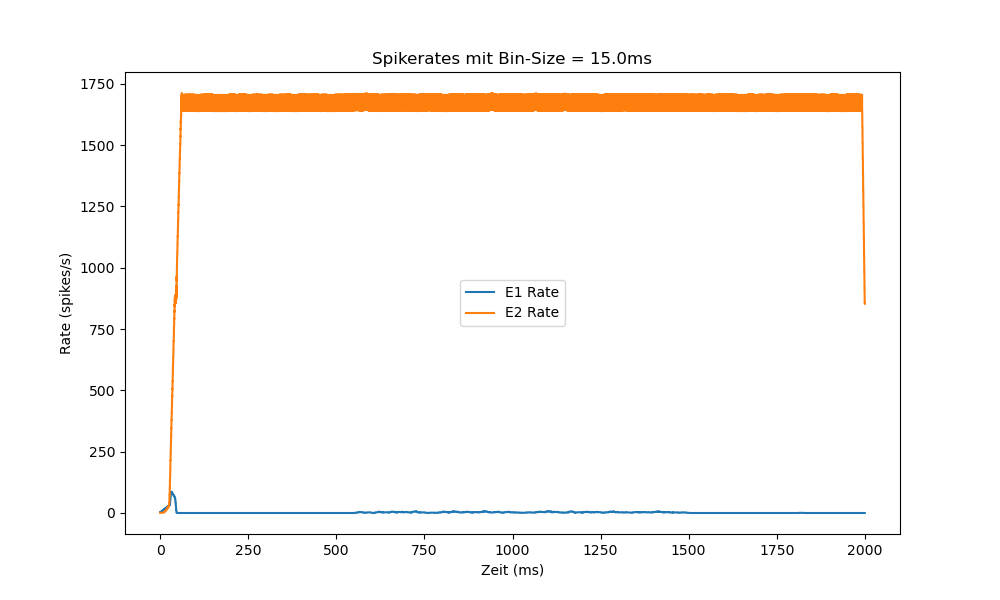 Spikerates mit Bin-Size = 15.0ms
1750
1500
1250
1000
750
500
250
0
Rate (spikes/s)
E1 Rate
E2 Rate
0 250 500 750 1000 1250 1500 1750 2000
Zeit (ms)